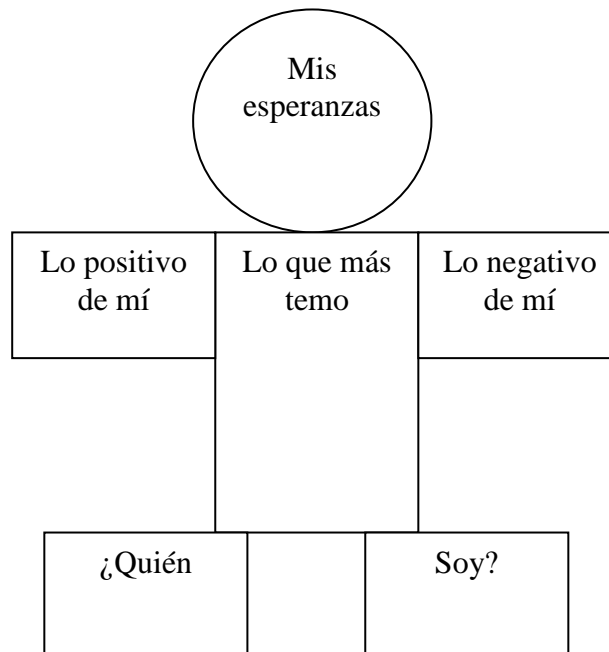 Mis
esperanzas
Lo positivo
de mí
Lo que más
temo
Lo negativo
de mí
¿Quién
Soy?